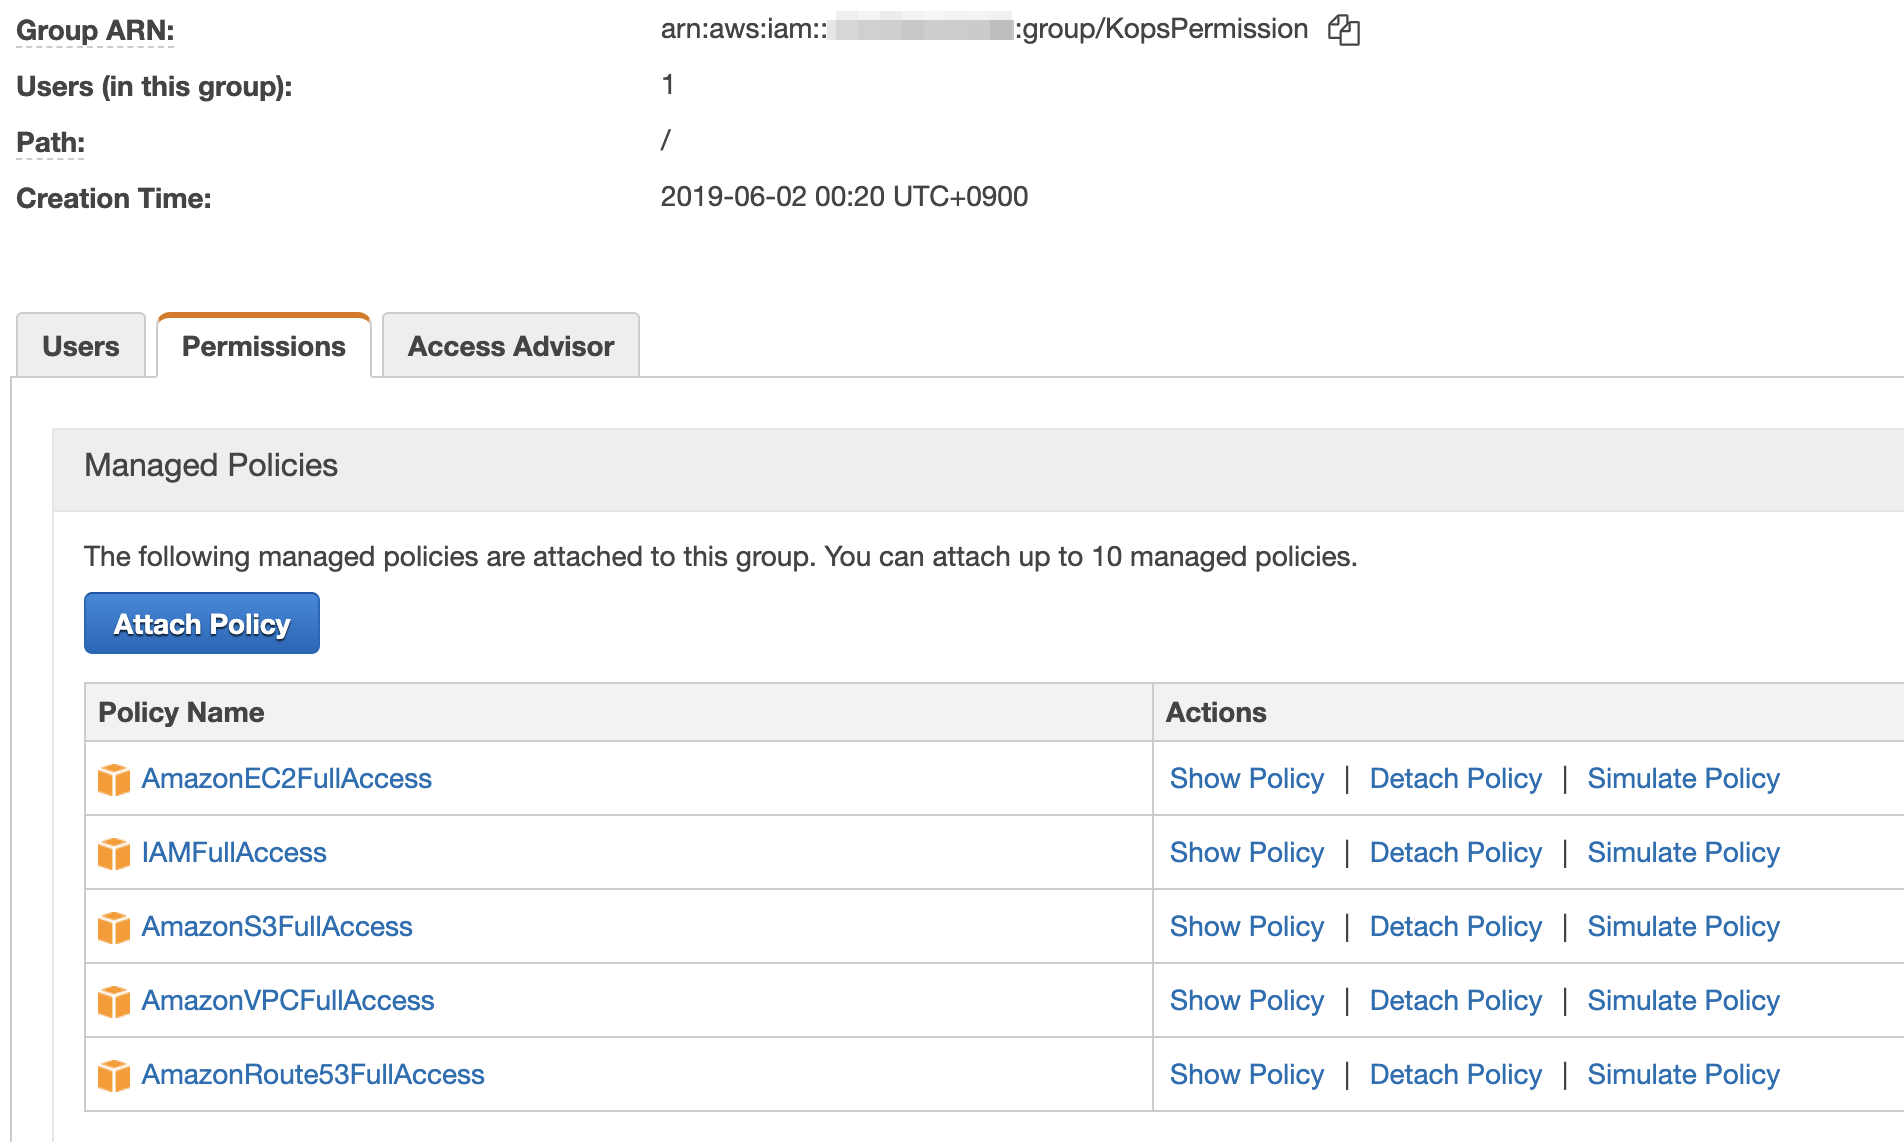 Group ARN: arn:aws:iam:: :group/KopsPermission
Users (in this group): 1
Path: /
Creation Time: 2019-06-02 00:20 UTC+0900
Users Permissions Access Advisor
Managed Policies
The following managed policies are attached to this group. You can attach up to 10 managed policies.
Attach Policy
Policy Name Actions
AmazonEC2FullAccess Show Policy | Detach Policy | Simulate Policy
IAMFullAccess Show Policy | Detach Policy | Simulate Policy
AmazonS3FullAccess Show Policy | Detach Policy | Simulate Policy
AmazonVPCFullAccess Show Policy | Detach Policy | Simulate Policy
AmazonRoute53FullAccess Show Policy | Detach Policy | Simulate Policy